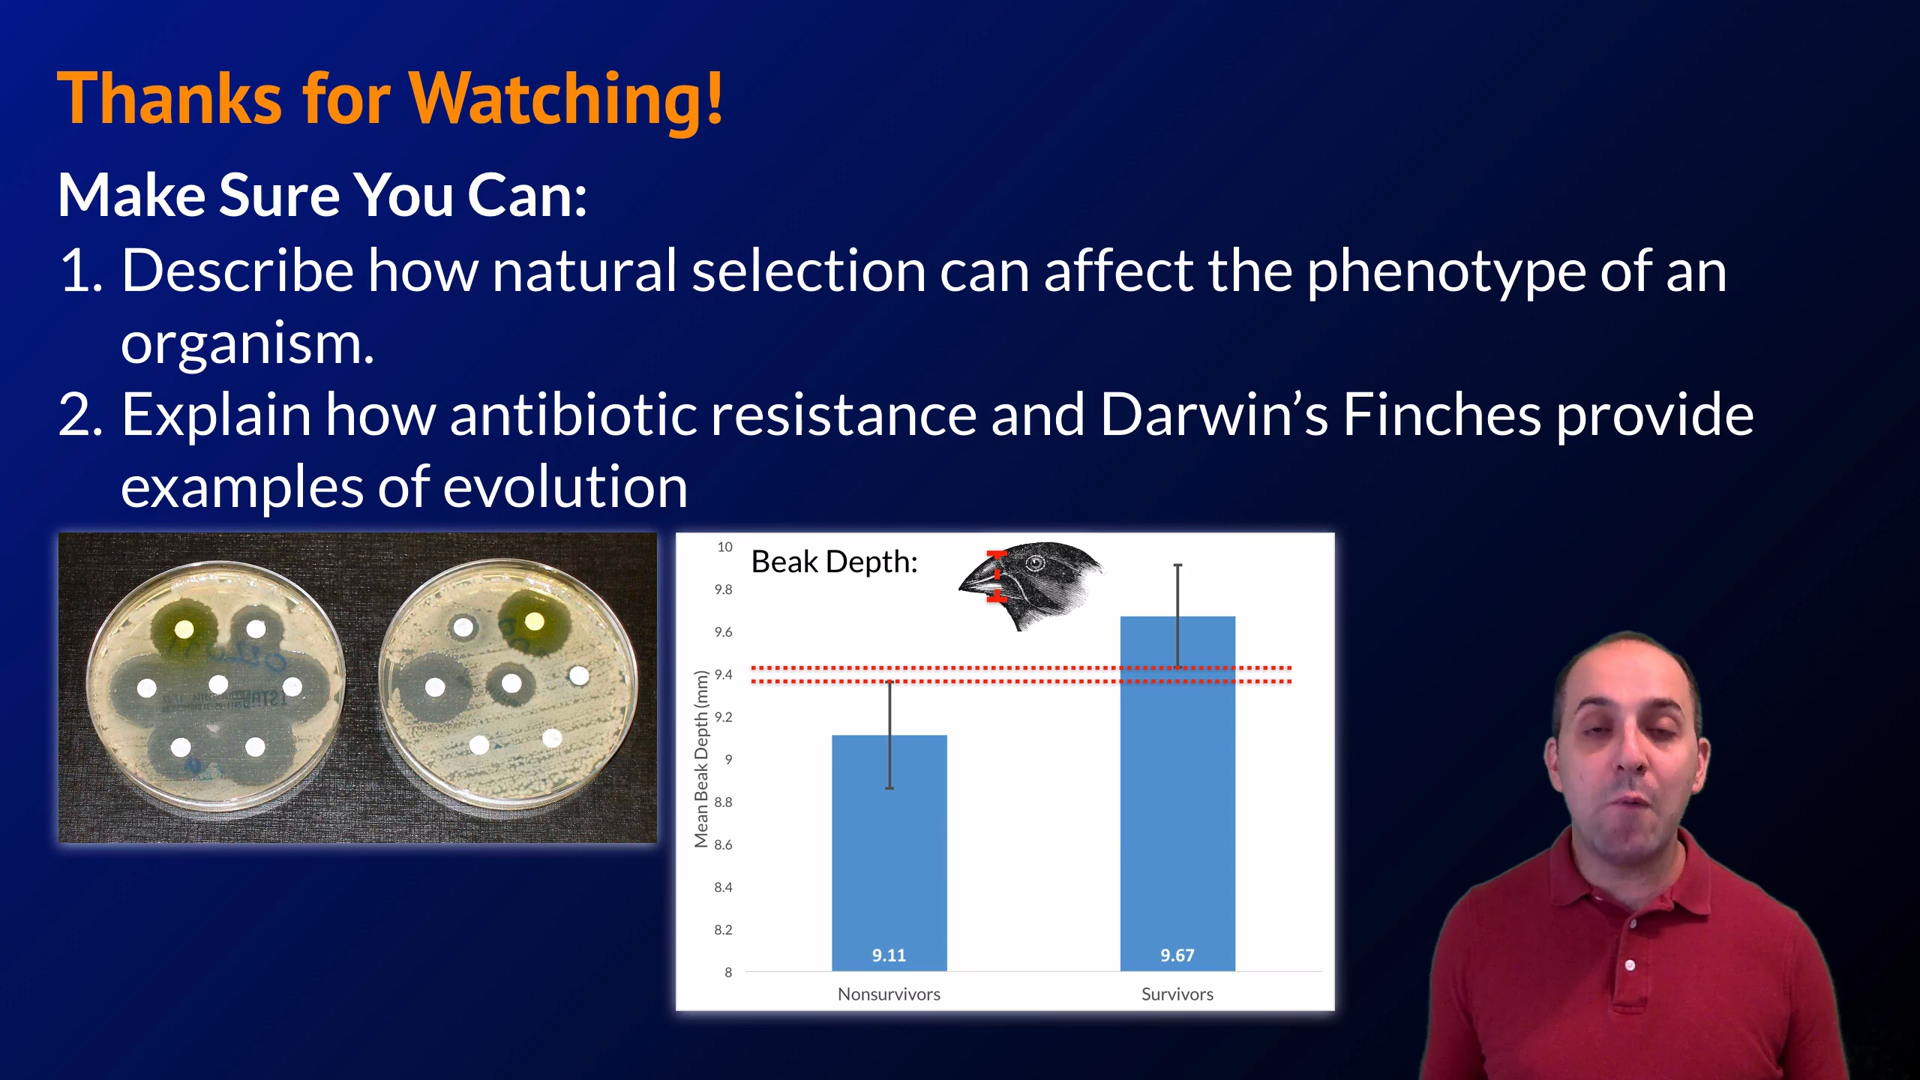 Thanks for Watching!
Make Sure You Can:
1. Describe how natural selection can affect the phenotype of an
organism.
2. Explain how antibiotic resistance and Darwin’s Finches provide
examples of evolution
Beak Depth:
Mean Beak Depth (mm)
10
9.8
9.6
9.4
9.2
9
8.8
8.6
8.4
8.2
8
9.11
9.67
Nonsurvivors
Survivors